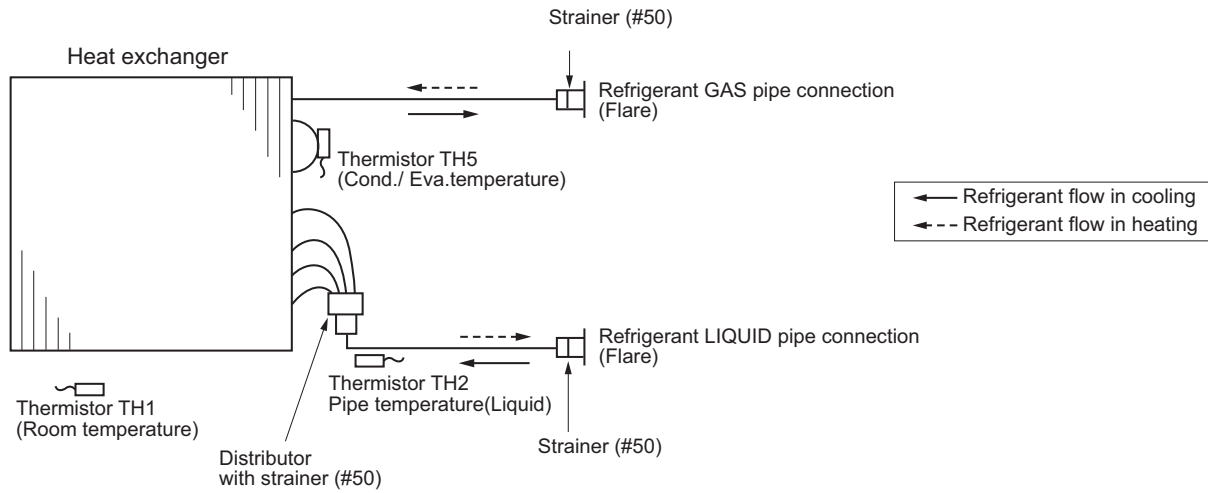 Strainer (#50)
Heat exchanger
Refrigerant GAS pipe connection
(Flare)
Thermistor TH5
(Cond./ Eva.temperature)
Refrigerant flow in cooling
Refrigerant flow in heating
Refrigerant LIQUID pipe connection
(Flare)
Thermistor TH2
Pipe temperature(Liquid)
Thermistor TH1
(Room temperature)
Strainer (#50)
Distributor
with strainer (#50)